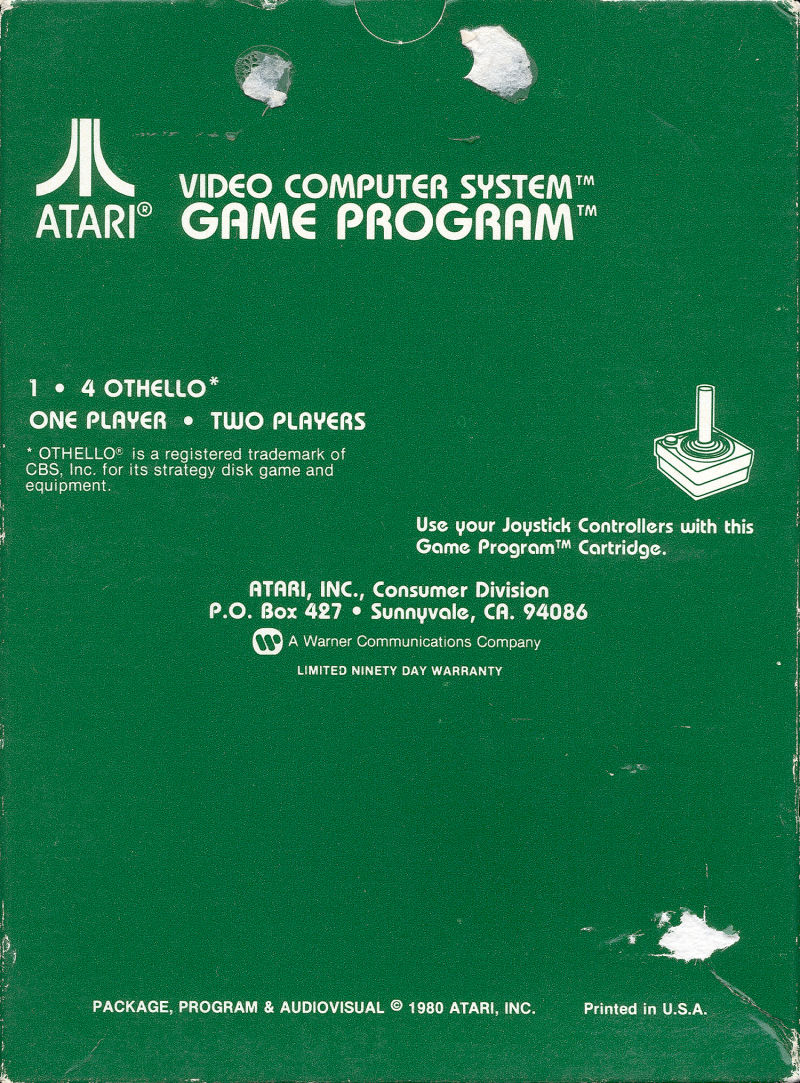 VIDEO COMPUTER SYSTEM™
ATARI® GAME PROGRAM™
1 • 4 OTHELLO*
ONE PLAYER • TWO PLAYERS
* OTHELLO® is a registered trademark of
CBS, Inc. for its strategy disk game and
equipment.
Use your Joystick Controllers with this
Game Program™ Cartridge.
ATARI, INC., Consumer Division
P.O. Box 427 • Sunnyvale, CA. 94086
A Warner Communications Company
LIMITED NINETY DAY WARRANTY
PACKAGE, PROGRAM & AUDIOVISUAL © 1980 ATARI, INC. Printed in U.S.A.